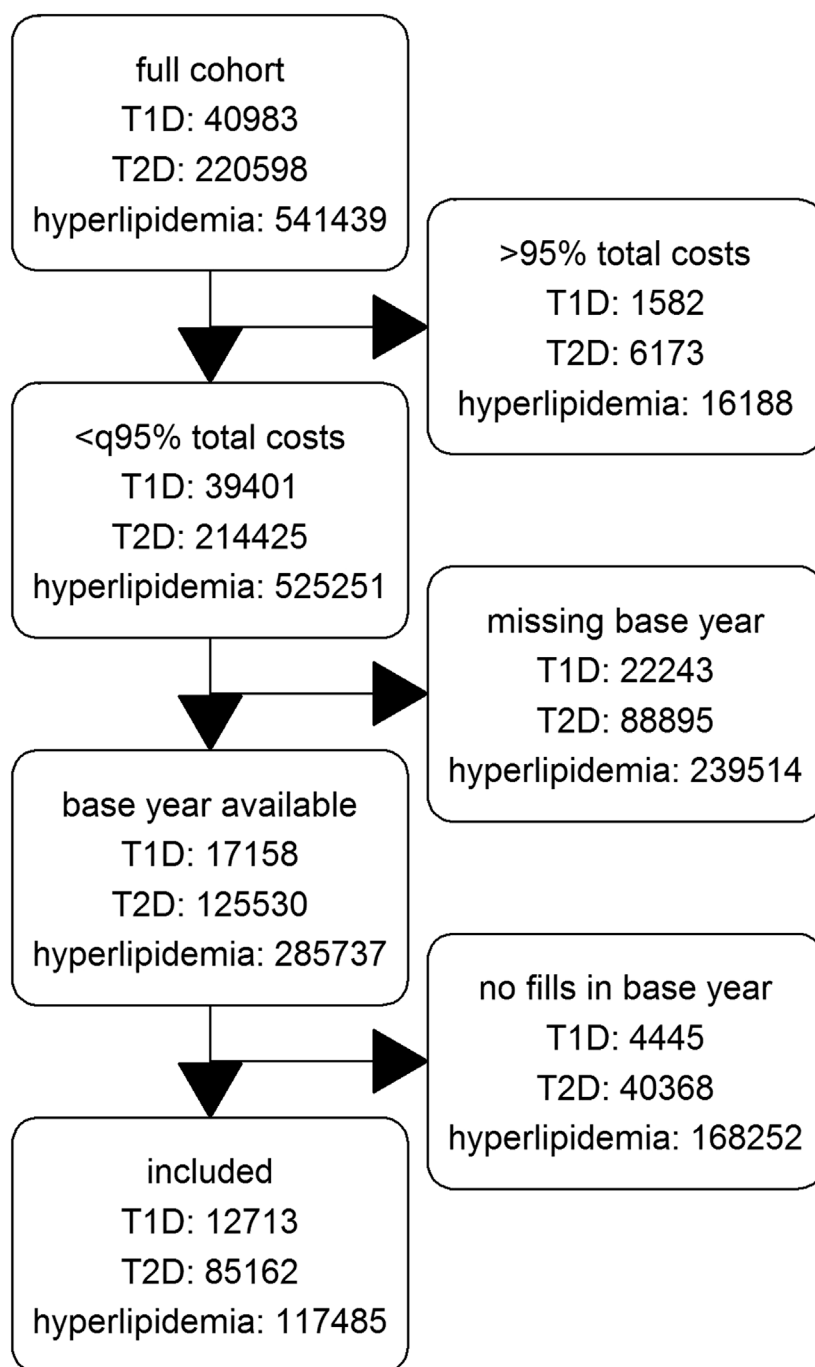 full cohort
T1D: 40983
T2D: 220598
hyperlipidemia: 541439
>95% total costs
T1D: 1582
T2D: 6173
hyperlipidemia: 16188
<q95% total costs
T1D: 39401
T2D: 214425
hyperlipidemia: 525251
missing base year
T1D: 22243
T2D: 88895
hyperlipidemia: 239514
base year available
T1D: 17158
T2D: 125530
hyperlipidemia: 285737
no fills in base year
T1D: 4445
T2D: 40368
hyperlipidemia: 168252
included
T1D: 12713
T2D: 85162
hyperlipidemia: 117485